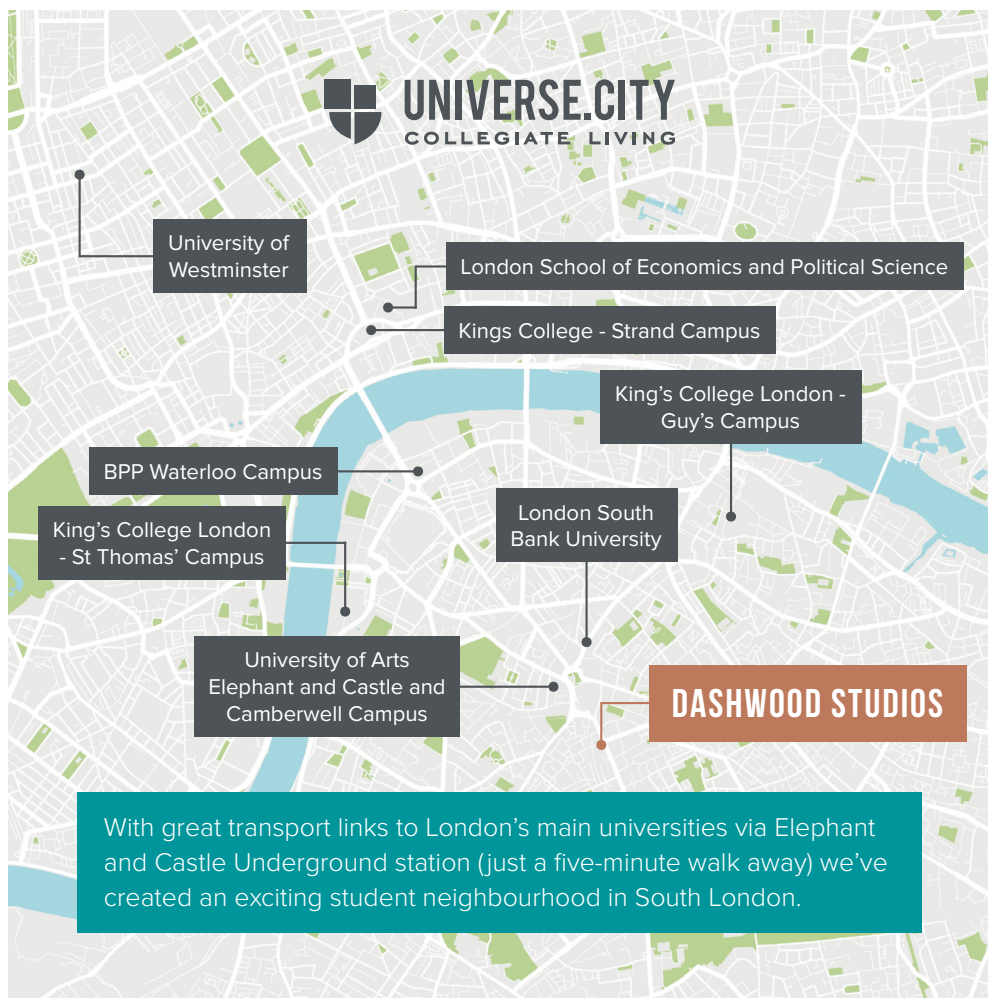 UNIVERSE.CITY
COLLEGIATE LIVING
University of
Westminster
London School of Economics and Political Science
Kings College - Strand Campus
King’s College London -
Guy’s Campus
BPP Waterloo Campus
London South
Bank University
King’s College London
- St Thomas’ Campus
University of Arts
Elephant and Castle and
Camberwell Campus
DASHWOOD STUDIOS
With great transport links to London’s main universities via Elephant
and Castle Underground station (just a five-minute walk away) we’ve
created an exciting student neighbourhood in South London.